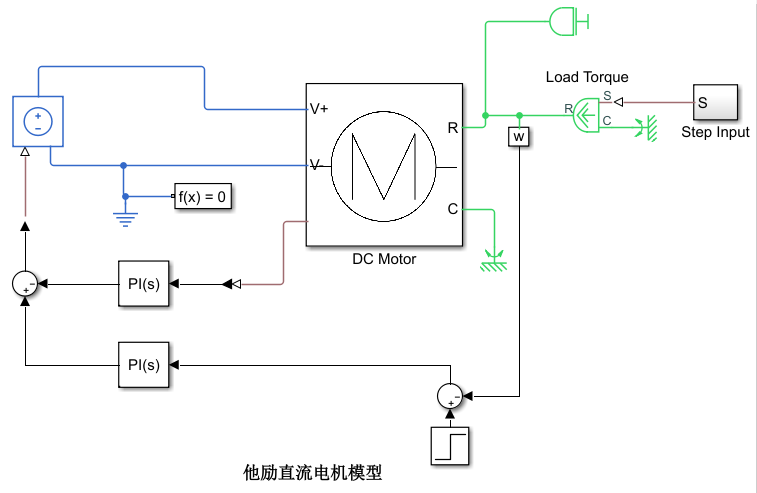 Load Torque
S
S
R
C
Step Input
V+
R
w
V-
f(x) = 0
C
DC Motor
PI(s)
PI(s)
他励直流电机模型